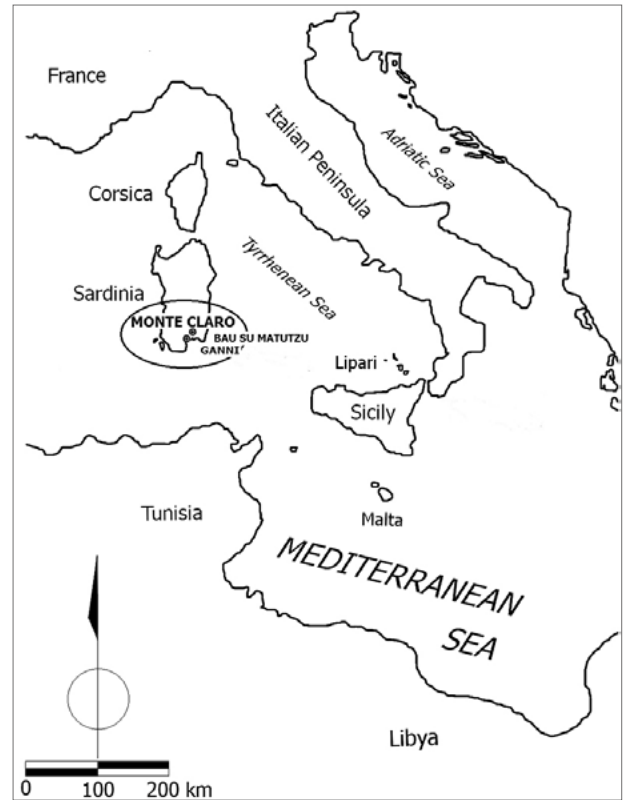 France
Italian Peninsula
Adriatic Sea
Corsica
Tyrrhenean Sea
Sardinia
MONTE CLARO
BAU SU MATUTZU
GANNI
Lipari -
Sicily
Tunisia
Malta
MEDITERRANEAN
SEA
Libya
0 100 200 km